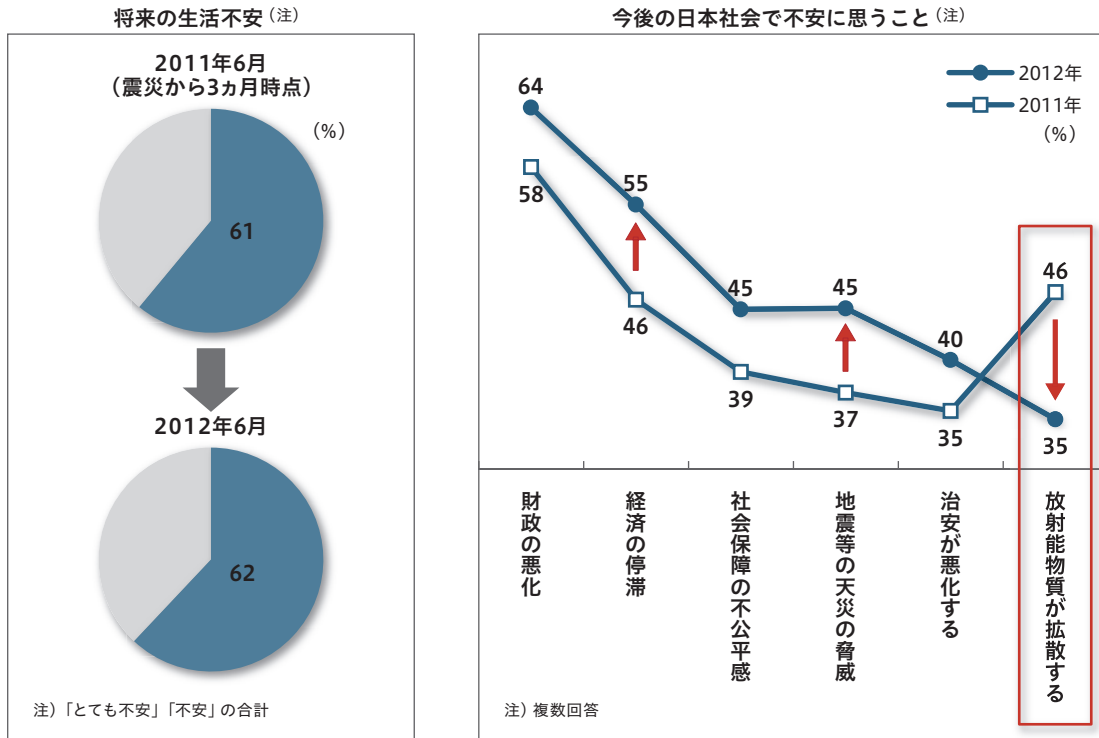 将来の生活不安（注）
2011年6月
（震災から3ヵ月時点）
（%）
61
2012年6月
62
注）「とても不安」「不安」の合計
今後の日本社会で不安に思うこと（注）
2012年
2011年
（%）
64
55
45
45
40
46
58
46
39
37
35
35
財政の悪化
経済の停滞
社会保障の不公平感
地震等の天災の脅威
治安が悪化する
放射能物質が拡散する
注）複数回答